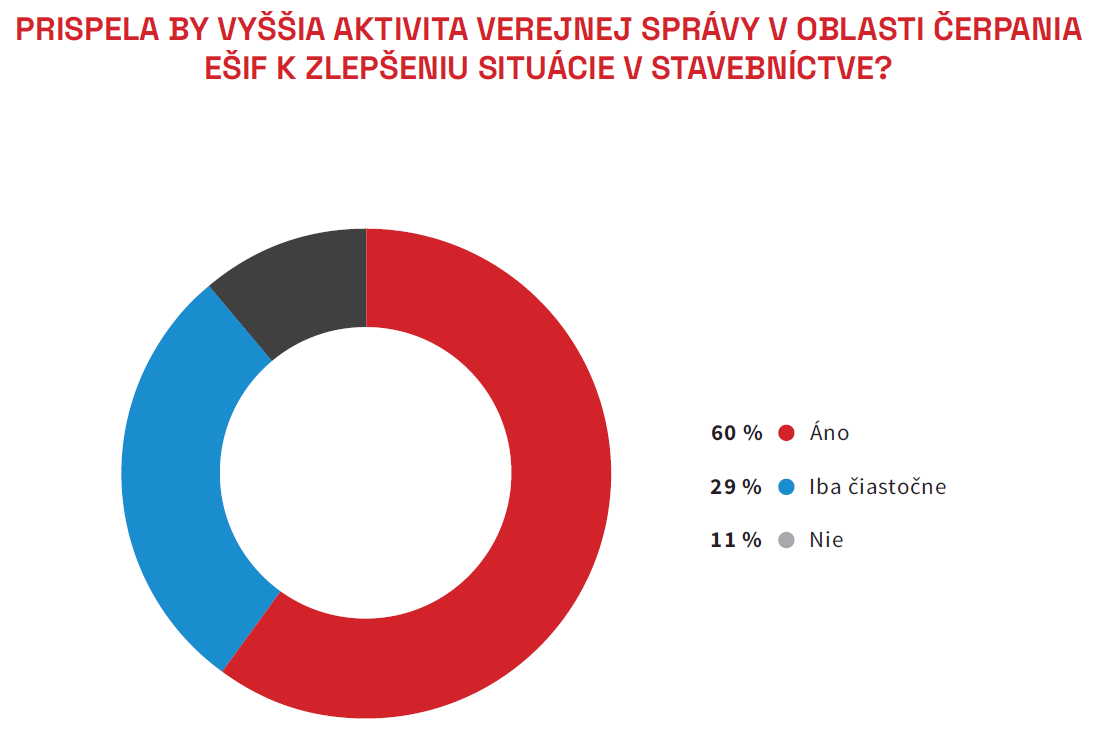 PRISPELA BY VYŠŠIA AKTIVITA VEREJNEJ SPRÁVY V OBLASTI ČERPANIA
EŠIF K ZLEPŠENIU SITUÁCIE V STAVEBNÍCTVE?
60 % Áno
29 % Iba čiastočne
11 % Nie